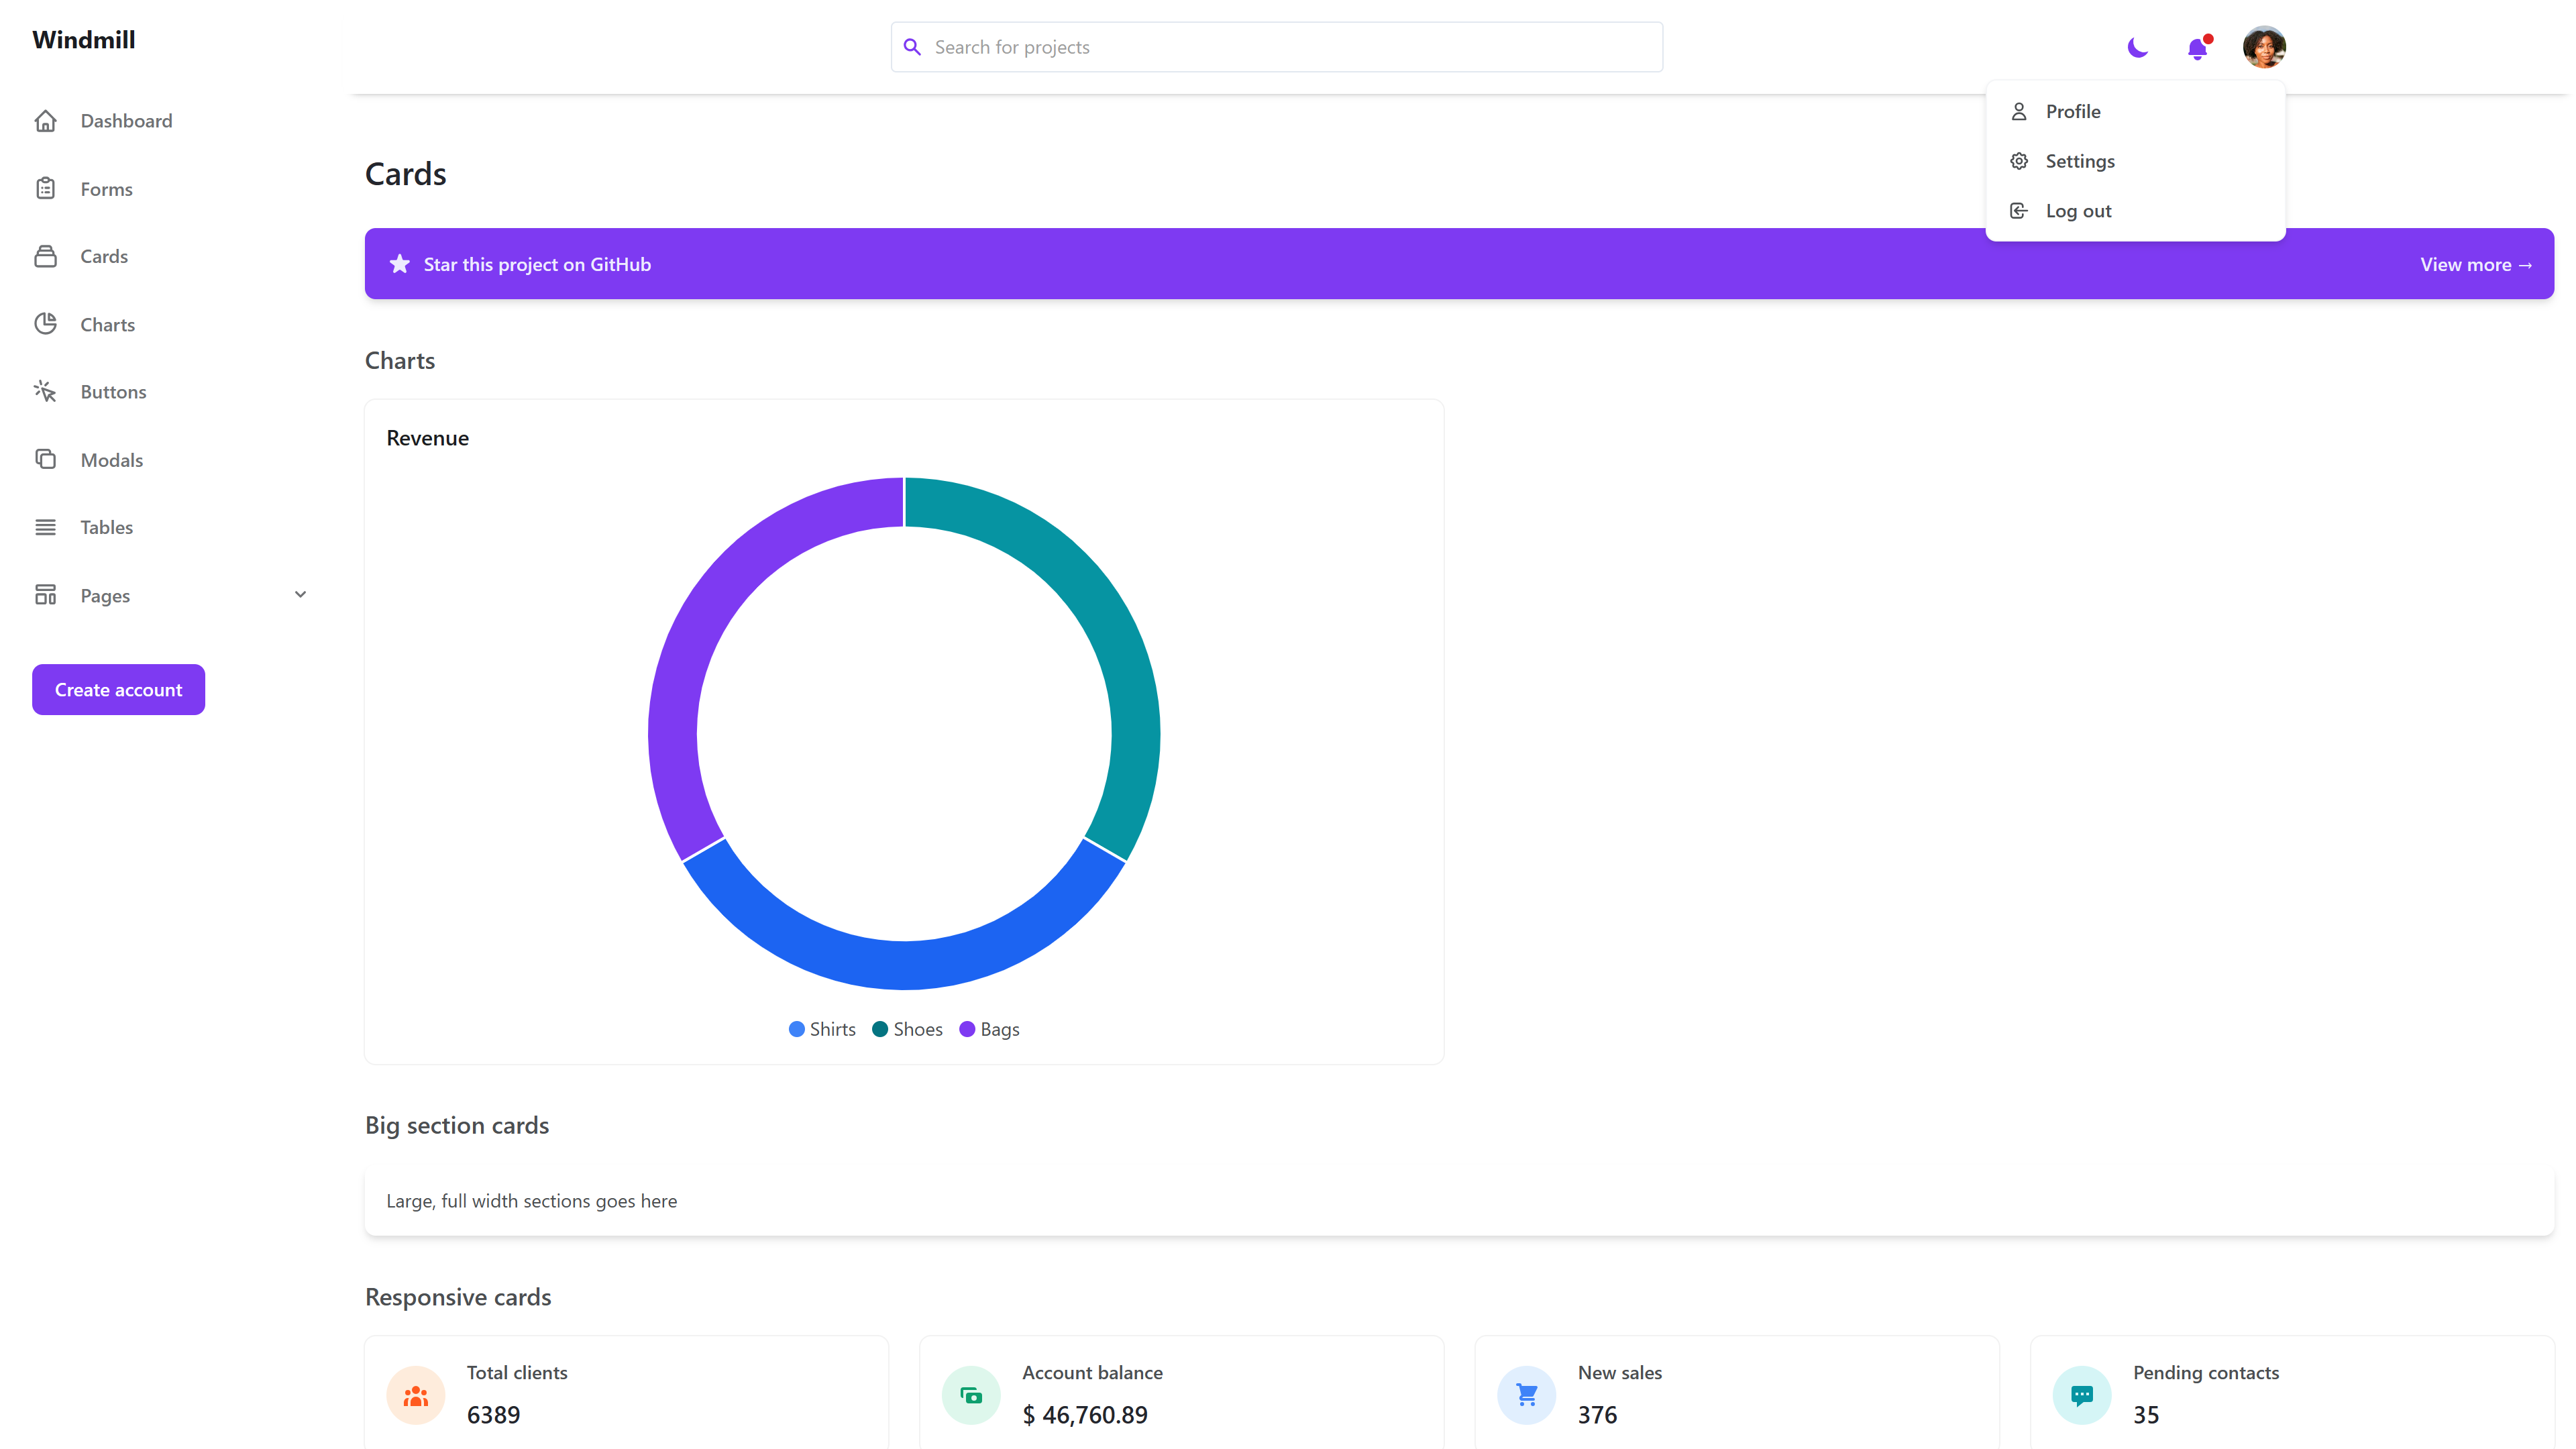 Windmill
Search for projects
Dashboard
Forms
Cards
Charts
Buttons
Modals
Tables
Pages
Create account
Profile
Settings
Log out
Cards
Star this project on GitHub
View more →
Charts
Revenue
Shirts Shoes Bags
Big section cards
Large, full width sections goes here
Responsive cards
Total clients
6389
Account balance
$ 46,760.89
New sales
376
Pending contacts
35